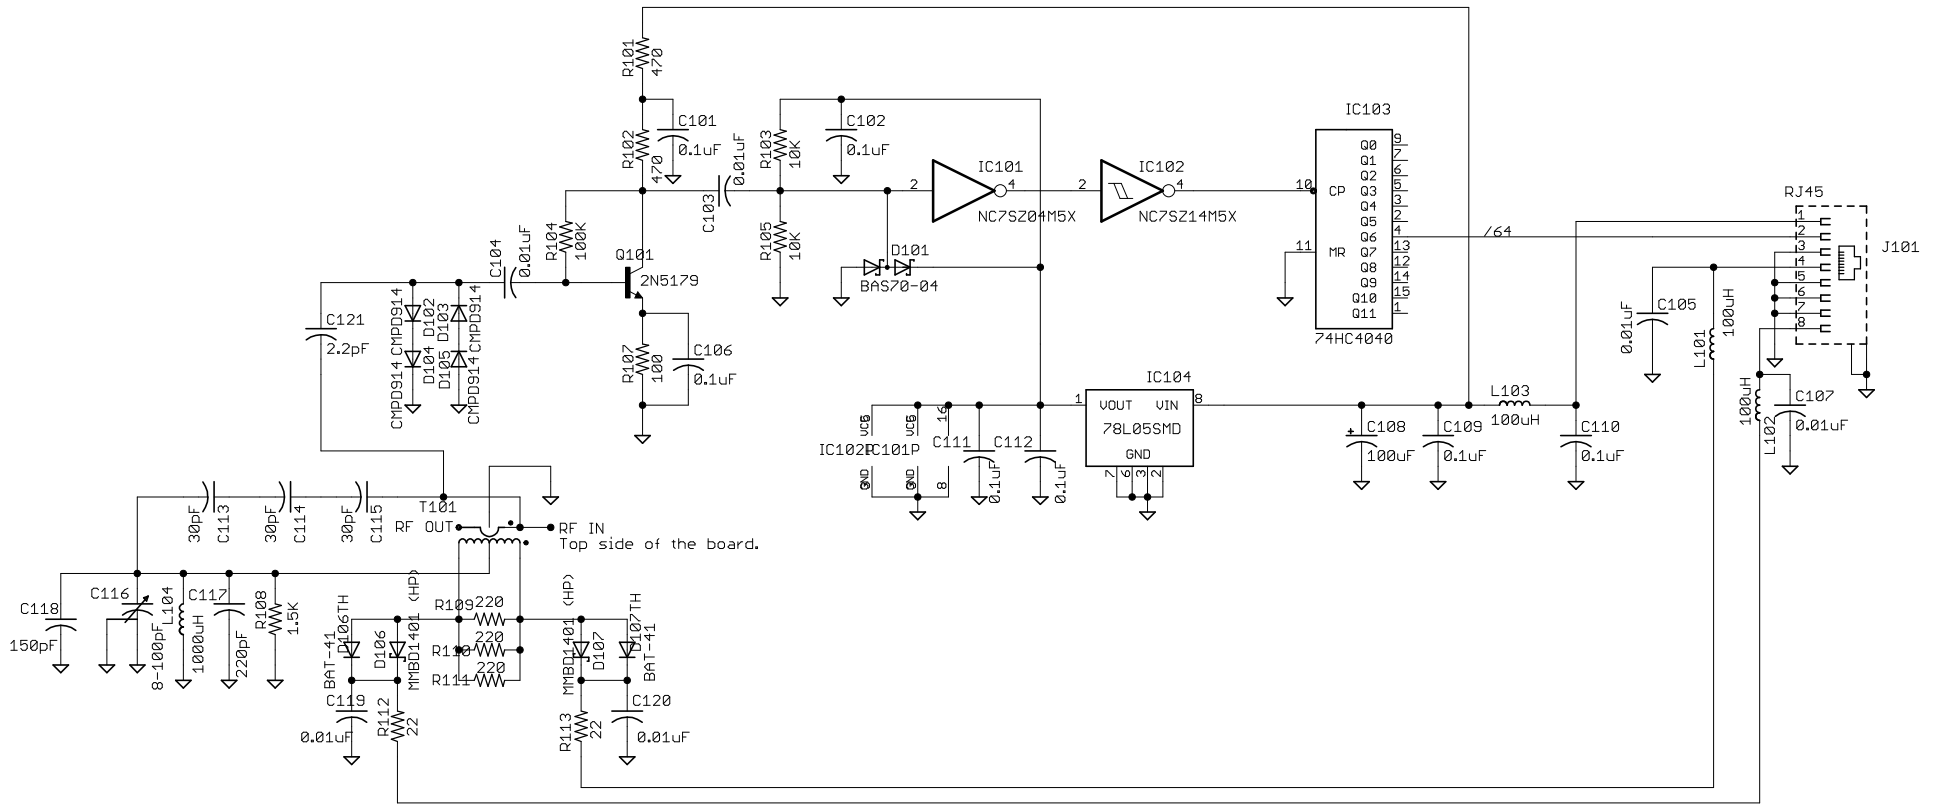 R101
470
C101
0.1uF
R102
470
0.01uF
C103
R103
10K
C102
0.1uF
R105
10K
R104
100K
C104
0.01uF
Q101
2N5179
D101
BAS70-04
2
IC101
4
NC7SZ04M5X
2
IC102
4
NC7SZ14M5X
IC103
10
CP
11
MR
Q0
9
Q1
7
Q2
6
Q3
5
Q4
3
Q5
2
Q6
4
Q7
13
Q8
12
Q9
14
Q10
15
Q11
1
74HC4040
/64
RJ45
1
2
3
4
5
6
7
8
J101
C105
0.01uF
L101
100uH
100uH
L102
C107
0.01uF
C121
2.2pF
CMPD914
D102
D103
CMPD914
CMPD914
D104
D105
CMPD914
R107
100
C106
0.1uF
IC104
1
VOUT
VIN
8
78L05SMD
GND
7
6
3
2
L103
100uH
C108
100uF
C109
0.1uF
C110
0.1uF
IC102P
IC101P
VCC
VCC
16
GND
GND
8
C111
0.1uF
C112
0.1uF
30pF
C113
30pF
C114
30pF
C115
T101
RF OUT
RF IN
Top side of the board.
C118
150pF
C116
8-100pF
L104
1000uH
C117
220pF
R108
1.5K
BAT-41
D106TH
D106
MMBD1401 (HP)
R109
220
R110
220
R111
220
MMBD1401 (HP)
D107
D107TH
BAT-41
C119
0.01uF
R112
22
R113
22
C120
0.01uF